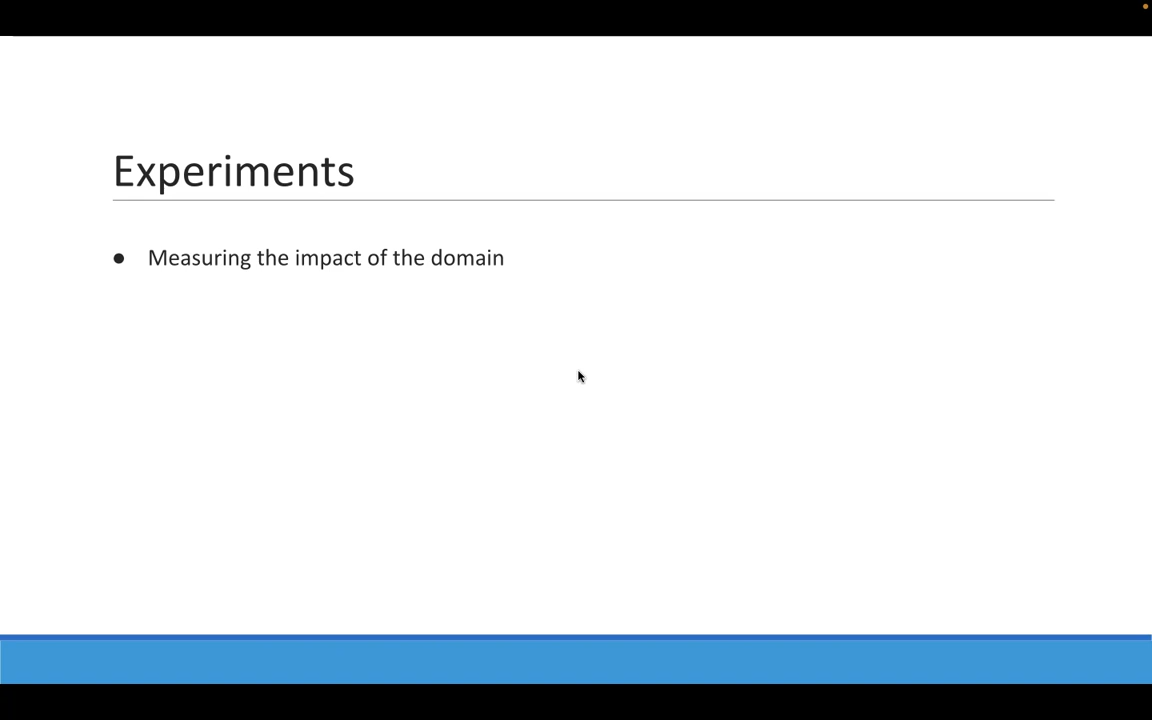 Experiments
● Measuring the impact of the domain